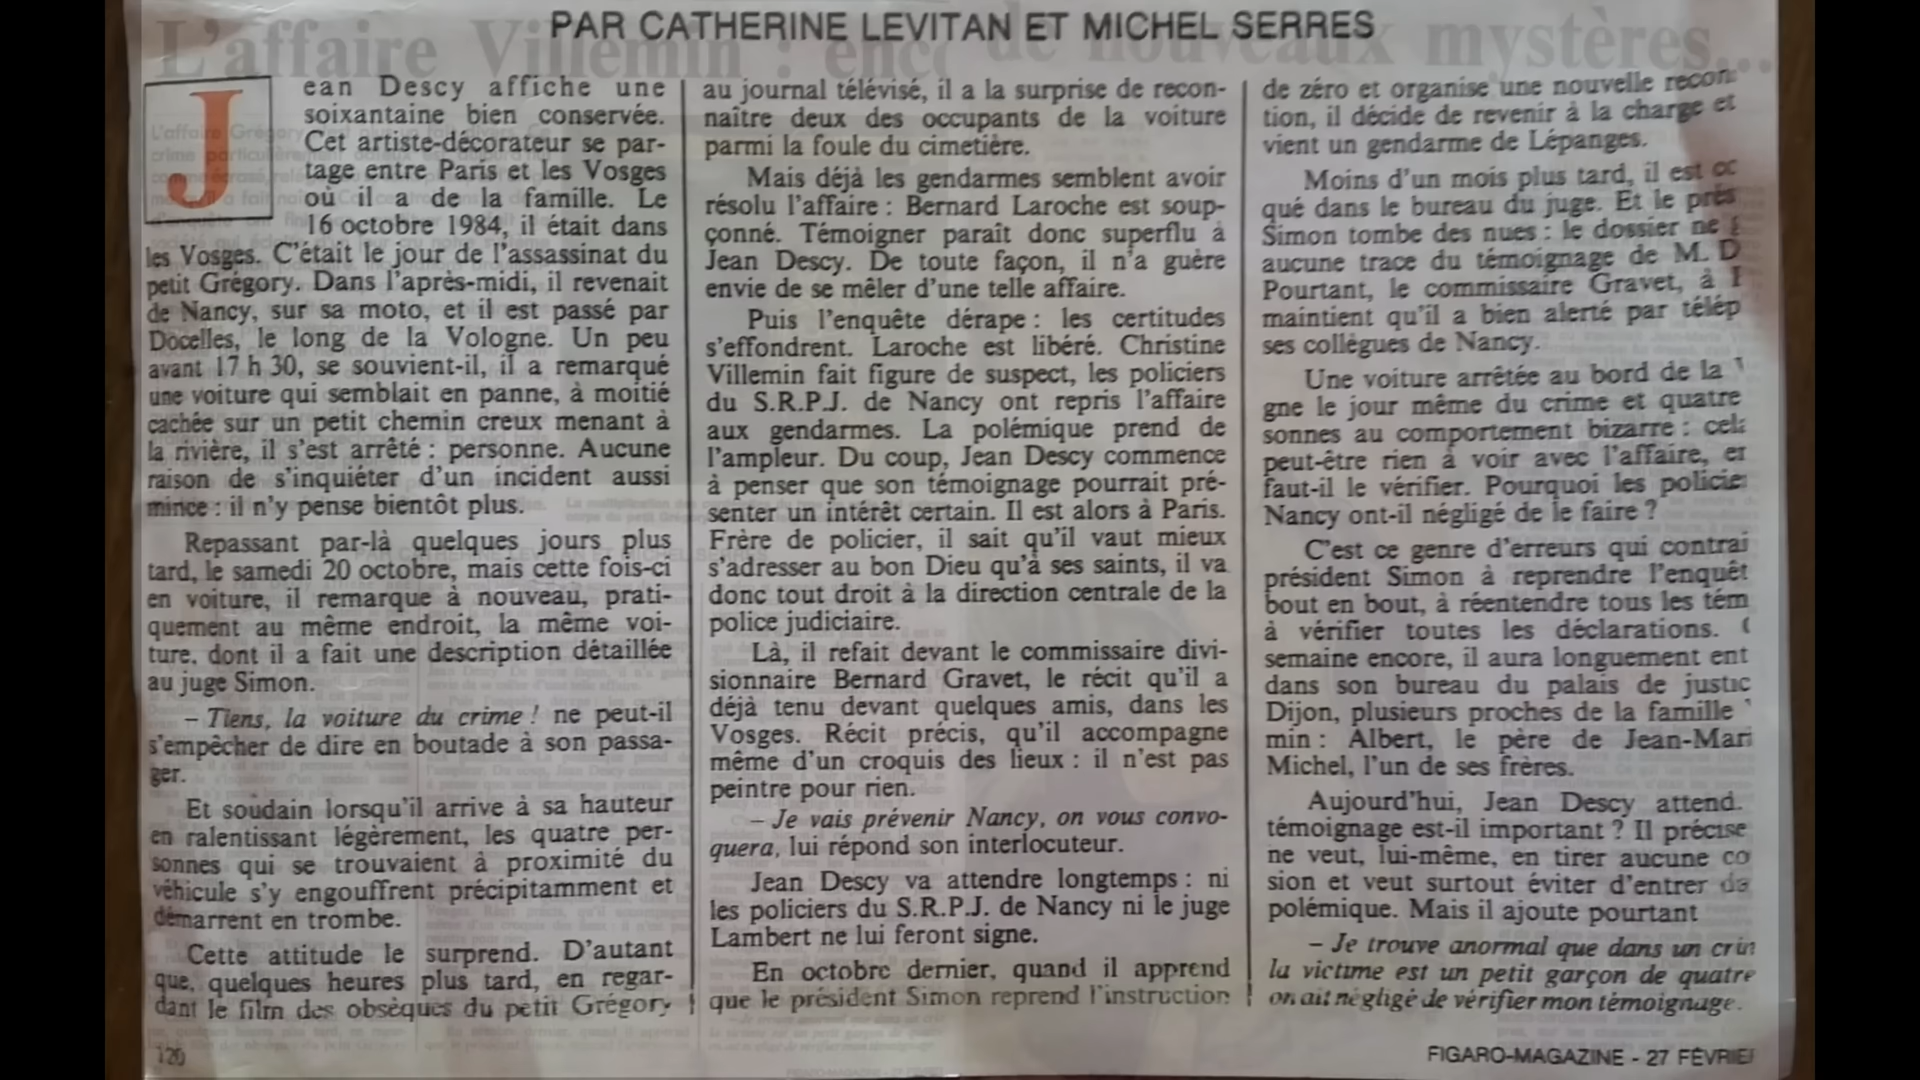 L'affaire Villemin : enco de nouveaux mystères...
PAR CATHERINE LEVITAN ET MICHEL SERRES
Jean Descy affiche une
soixantaine bien conservée.
Cet artiste-décorateur se par-
tage entre Paris et les Vosges
où il a de la famille. Le
16 octobre 1984, il était dans
les Vosges. C'était le jour de l'assassinat du
petit Grégory. Dans l'après-midi, il revenait
de Nancy, sur sa moto, et il est passé par
Docelles, le long de la Vologne. Un peu
avant 17 h 30, se souvient-il, il a remarqué
une voiture qui semblait en panne, à moitié
cachée sur un petit chemin creux menant à
la rivière, il s'est arrêté : personne. Aucune
raison de s'inquiéter d'un incident aussi
mince : il n'y pense bientôt plus.
Repassant par-là quelques jours plus
tard, le samedi 20 octobre, mais cette fois-ci
en voiture, il remarque à nouveau, prati-
quement au même endroit, la même voi-
ture, dont il a fait une description détaillée
au juge Simon.
– Tiens, la voiture du crime ! ne peut-il
s'empêcher de dire en boutade à son passa-
ger.
Et soudain lorsqu'il arrive à sa hauteur
en ralentissant légèrement, les quatre per-
sonnes qui se trouvaient à proximité du
véhicule s'y engouffrent précipitamment et
démarrent en trombe.
Cette attitude le surprend. D'autant
que, quelques heures plus tard, en regar-
dant le film des obsèques du petit Grégory
au journal télévisé, il a la surprise de recon-
naître deux des occupants de la voiture
parmi la foule du cimetière.
Mais déjà les gendarmes semblent avoir
résolu l'affaire : Bernard Laroche est soup-
çonné. Témoigner paraît donc superflu à
Jean Descy. De toute façon, il n'a guère
envie de se mêler d'une telle affaire.
Puis l'enquête dérape : les certitudes
s'effondrent. Laroche est libéré. Christine
Villemin fait figure de suspect, les policiers
du S.R.P.J. de Nancy ont repris l'affaire
aux gendarmes. La polémique prend de
l'ampleur. Du coup, Jean Descy commence
à penser que son témoignage pourrait pré-
senter un intérêt certain. Il est alors à Paris.
Frère de policier, il sait qu'il vaut mieux
s'adresser au bon Dieu qu'à ses saints, il va
donc tout droit à la direction centrale de la
police judiciaire.
Là, il refait devant le commissaire divi-
sionnaire Bernard Gravet, le récit qu'il a
déjà tenu devant quelques amis, dans les
Vosges. Récit précis, qu'il accompagne
même d'un croquis des lieux : il n'est pas
peintre pour rien.
– Je vais prévenir Nancy, on vous convo-
quera, lui répond son interlocuteur.
Jean Descy va attendre longtemps : ni
les policiers du S.R.P.J. de Nancy ni le juge
Lambert ne lui feront signe.
En octobre dernier, quand il apprend
que le président Simon reprend l'instruction
de zéro et organise une nouvelle recon
tion, il décide de revenir à la charge et
vient un gendarme de Lépanges.
Moins d'un mois plus tard, il est
qué dans le bureau du juge. Et le prés
Simon tombe des nues : le dossier ne
aucune trace du témoignage de M. D
Pourtant, le commissaire Gravet, à
maintient qu'il a bien alerté par télép
ses collègues de Nancy.
Une voiture arrêtée au bord de la
gne le jour même du crime et quatre
sonnes au comportement bizarre : cela
peut-être rien à voir avec l'affaire,
faut-il le vérifier. Pourquoi les policie
Nancy ont-il négligé de le faire ?
C'est ce genre d'erreurs qui contrai
président Simon à reprendre l'enquêt
bout en bout, à réentendre tous les tém
à vérifier toutes les déclarations.
semaine encore, il aura longuement ent
dans son bureau du palais de justic
Dijon, plusieurs proches de la famille
min : Albert, le père de Jean-Mari
Michel, l'un de ses frères.
Aujourd'hui, Jean Descy attend.
témoignage est-il important ? Il précise
ne veut, lui-même, en tirer aucune co
sion et veut surtout éviter d'entrer da
polémique. Mais il ajoute pourtant
– Je trouve anormal que dans un crin
la victime est un petit garçon de quatre
on ait négligé de vérifier mon témoignage.
120
FIGARO-MAGAZINE - 27 FÉVRIE